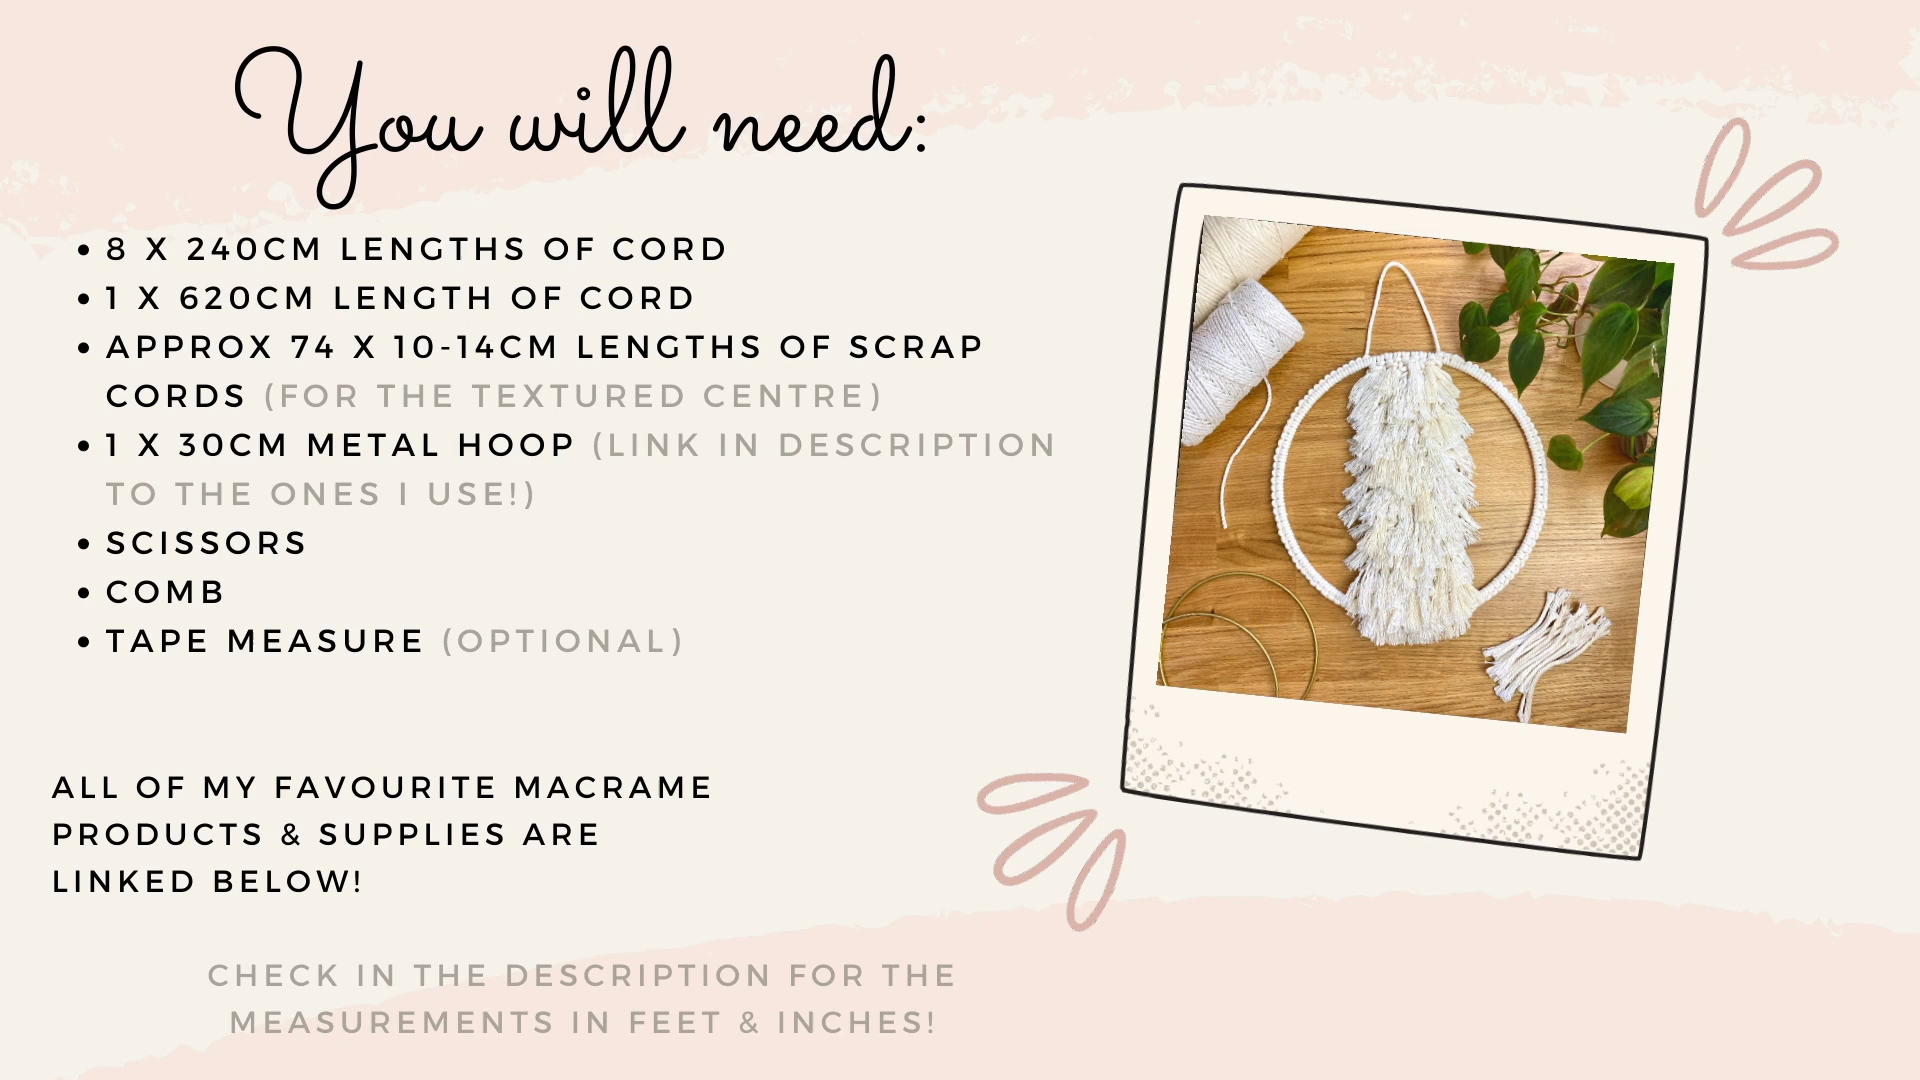 You will need:
• 8 X 240CM LENGTHS OF CORD
• 1 X 620CM LENGTH OF CORD
• APPROX 74 X 10-14CM LENGTHS OF SCRAP
CORDS (FOR THE TEXTURED CENTRE)
• 1 X 30CM METAL HOOP (LINK IN DESCRIPTION
TO THE ONES I USE!)
• SCISSORS
• COMB
• TAPE MEASURE (OPTIONAL)
ALL OF MY FAVOURITE MACRAME
PRODUCTS & SUPPLIES ARE
LINKED BELOW!
CHECK IN THE DESCRIPTION FOR THE
MEASUREMENTS IN FEET & INCHES!